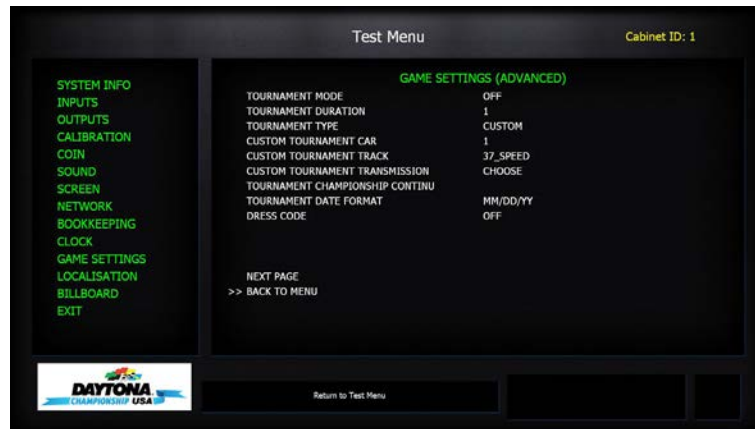 Test Menu
Cabinet ID: 1
SYSTEM INFO
INPUTS
OUTPUTS
CALIBRATION
COIN
SOUND
SCREEN
NETWORK
BOOKKEEPING
CLOCK
GAME SETTINGS
LOCALISATION
BILLBOARD
EXIT
GAME SETTINGS (ADVANCED)
TOURNAMENT MODE OFF
TOURNAMENT DURATION 1
TOURNAMENT TYPE CUSTOM
CUSTOM TOURNAMENT CAR 1
CUSTOM TOURNAMENT TRACK 37_SPEED
CUSTOM TOURNAMENT TRANSMISSION CHOOSE
TOURNAMENT CHAMPIONSHIP CONTINU
TOURNAMENT DATE FORMAT MM/DD/YY
DRESS CODE OFF
NEXT PAGE
>> BACK TO MENU
DAYTONA
CHAMPIONSHIP USA
Return to Test Menu